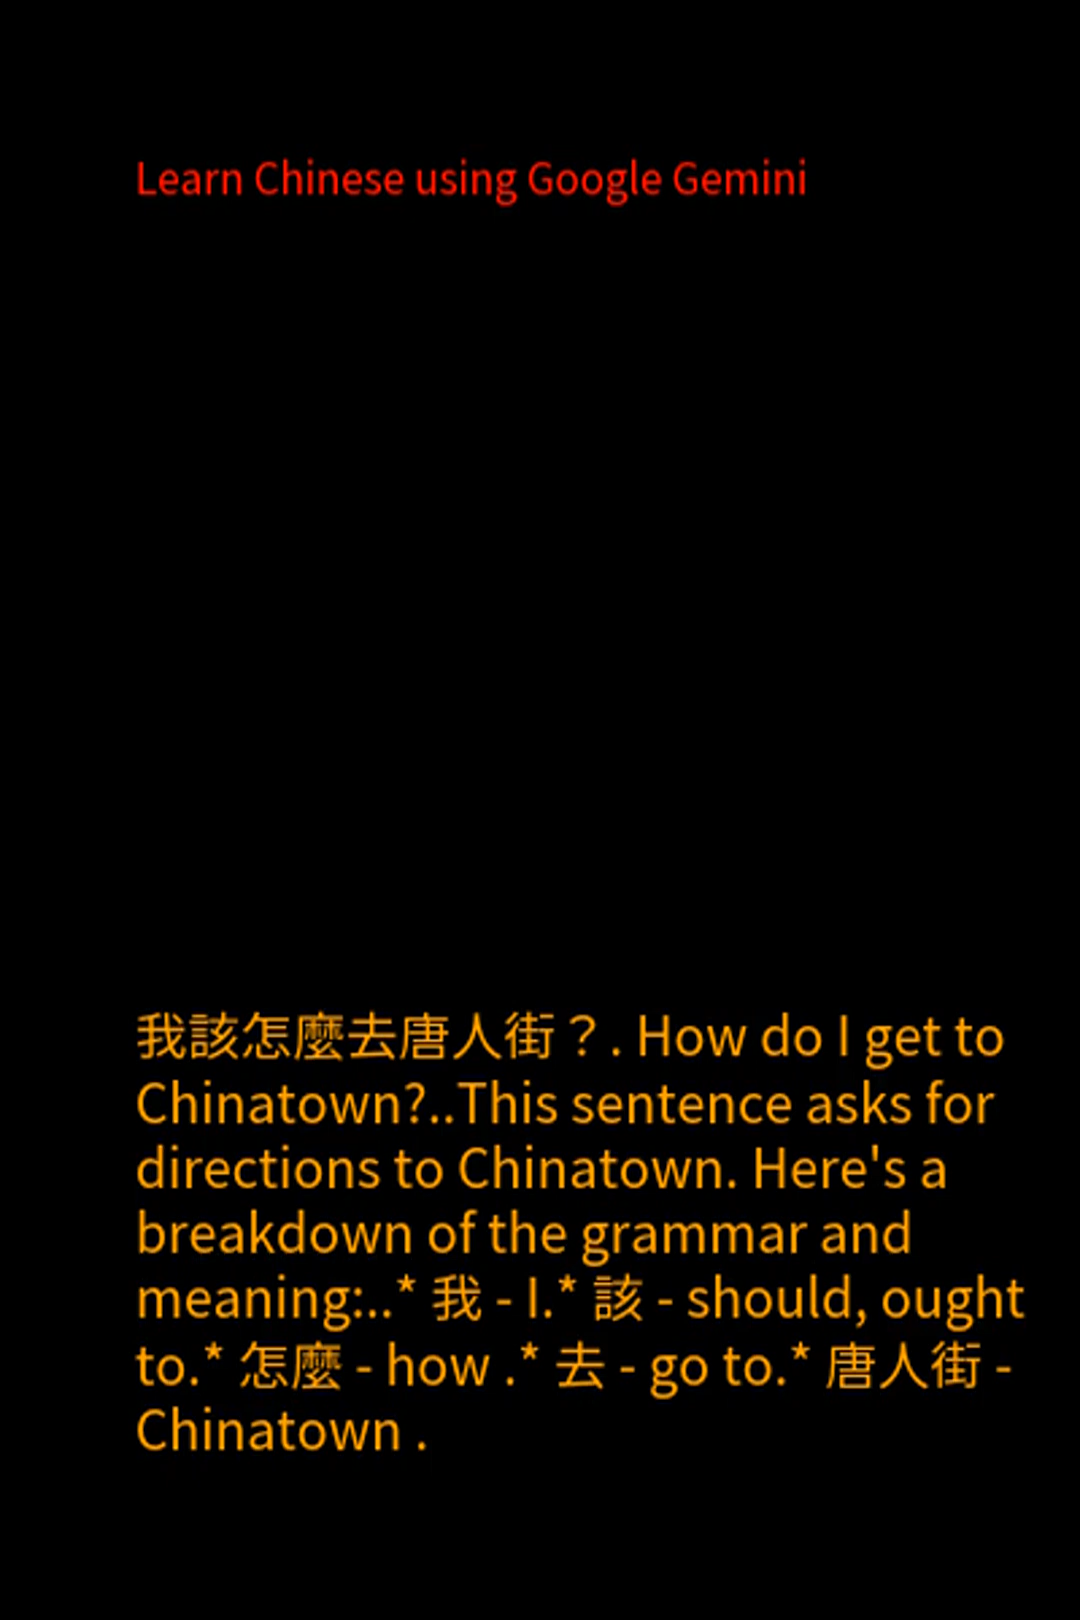 Learn Chinese using Google Gemini
我該怎麼去唐人街？. How do I get to
Chinatown?..This sentence asks for
directions to Chinatown. Here's a
breakdown of the grammar and
meaning:..* 我 - I.* 該 - should, ought
to.* 怎麼 - how .* 去 - go to.* 唐人街 -
Chinatown .